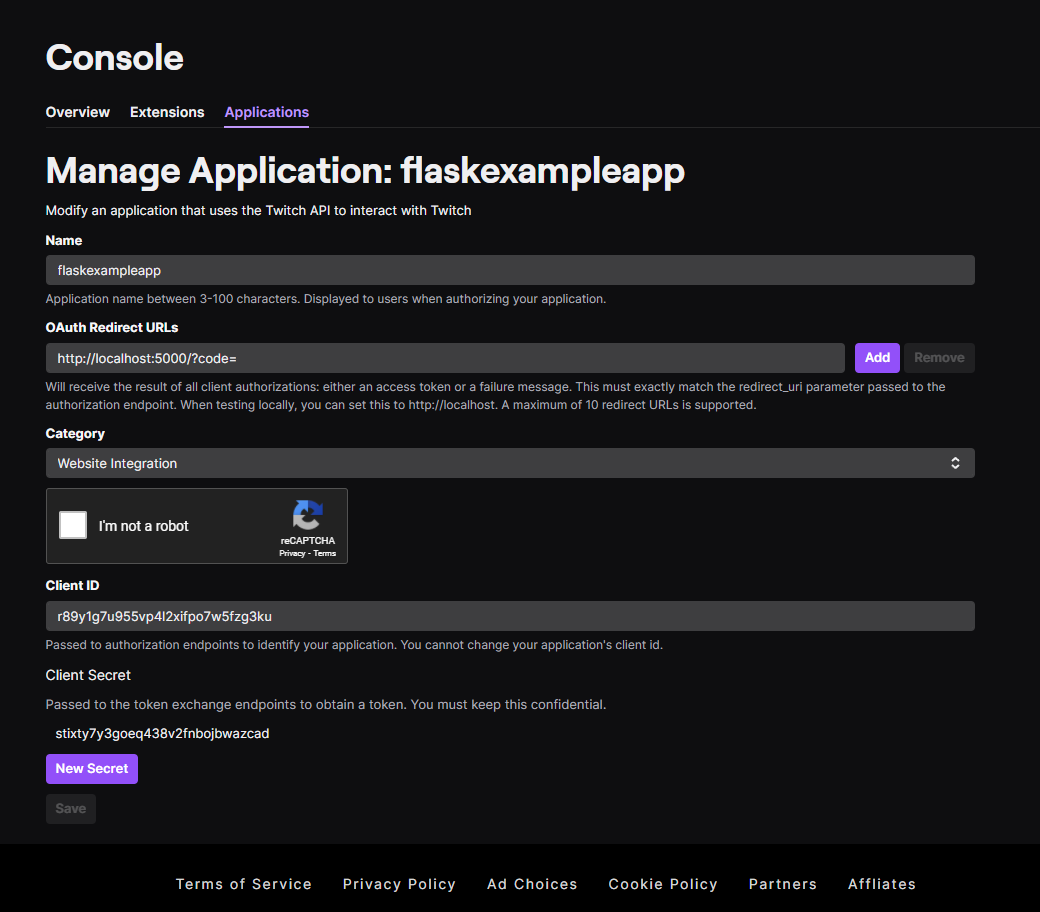 Console
Overview Extensions Applications
Manage Application: flaskexampleapp
Modify an application that uses the Twitch API to interact with Twitch
Name
flaskexampleapp
Application name between 3-100 characters. Displayed to users when authorizing your application.
OAuth Redirect URLs
http://localhost:5000/?code=
Add Remove
Will receive the result of all client authorizations: either an access token or a failure message. This must exactly match the redirect_uri parameter passed to the
authorization endpoint. When testing locally, you can set this to http://localhost. A maximum of 10 redirect URLs is supported.
Category
Website Integration
I'm not a robot
reCAPTCHA
Privacy - Terms
Client ID
r89y1g7u955vp4l2xifpo7w5fzg3ku
Passed to authorization endpoints to identify your application. You cannot change your application's client id.
Client Secret
Passed to the token exchange endpoints to obtain a token. You must keep this confidential.
stixty7y3goeq438v2fnbojbwazcad
New Secret
Save
Terms of Service Privacy Policy Ad Choices Cookie Policy Partners Affliates